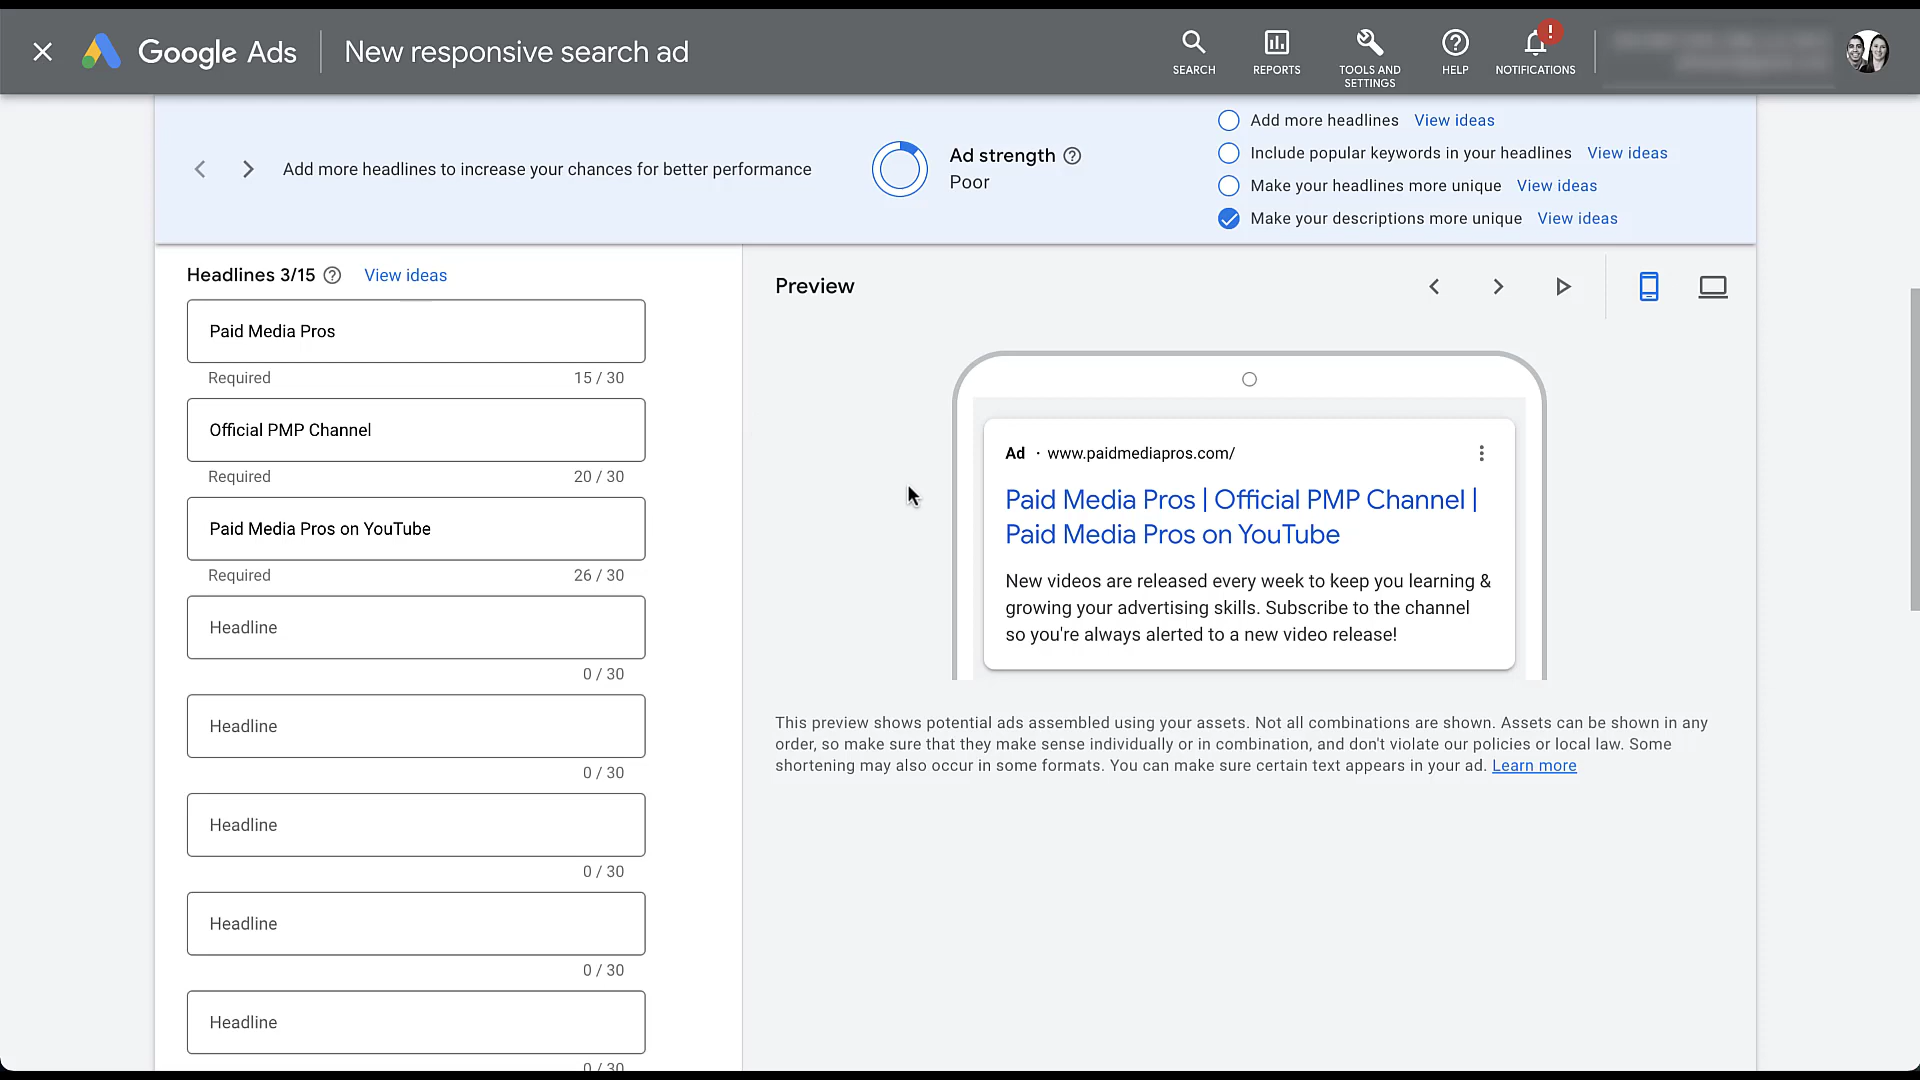 Google Ads
New responsive search ad
SEARCH
REPORTS
TOOLS AND
SETTINGS
HELP
!
NOTIFICATIONS
Add more headlines to increase your chances for better performance
Ad strength
Poor
Add more headlines View ideas
Include popular keywords in your headlines View ideas
Make your headlines more unique View ideas
Make your descriptions more unique View ideas
Headlines 3/15 View ideas
Paid Media Pros
Required 15 / 30
Official PMP Channel
Required 20 / 30
Paid Media Pros on YouTube
Required 26 / 30
Headline
0 / 30
Headline
0 / 30
Headline
0 / 30
Headline
0 / 30
Headline
0 / 30
Preview
Ad · www.paidmediapros.com/
Paid Media Pros | Official PMP Channel |
Paid Media Pros on YouTube
New videos are released every week to keep you learning &
growing your advertising skills. Subscribe to the channel
so you're always alerted to a new video release!
This preview shows potential ads assembled using your assets. Not all combinations are shown. Assets can be shown in any
order, so make sure that they make sense individually or in combination, and don't violate our policies or local law. Some
shortening may also occur in some formats. You can make sure certain text appears in your ad. Learn more